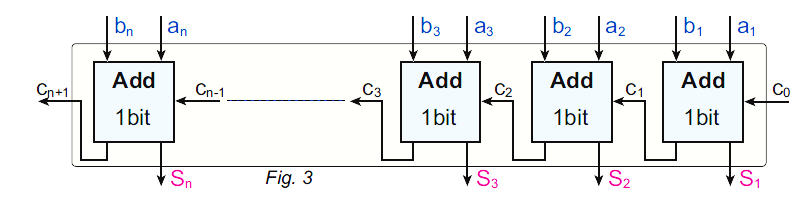 bₙ aₙ b₃ a₃ b₂ a₂ b₁ a₁
Add Add Add Add
cₙ₊₁ cₙ₋₁ c₃ c₂ c₁ c₀
1bit 1bit 1bit 1bit
Sₙ Fig. 3 S₃ S₂ S₁